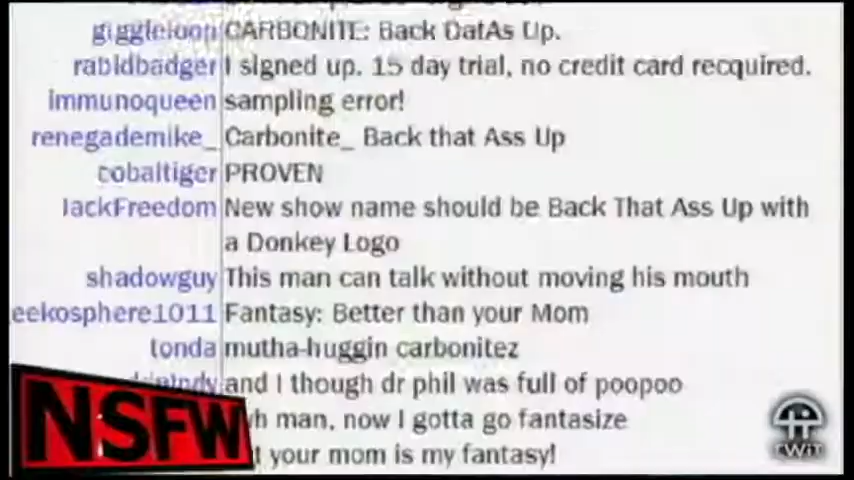 giggleloop CARBONITE: Back DatAs Up.
rabidbadger I signed up. 15 day trial, no credit card recquired.
immunoqueen sampling error!
renegademike_ Carbonite_ Back that Ass Up
cobaltiger PROVEN
JackFreedom New show name should be Back That Ass Up with
a Donkey Logo
shadowguy This man can talk without moving his mouth
eekosphere1011 Fantasy: Better than your Mom
tonda mutha-huggin carbonitez
and I though dr phil was full of poopoo
man, now I gotta go fantasize
your mom is my fantasy!
NSFW
TWiT